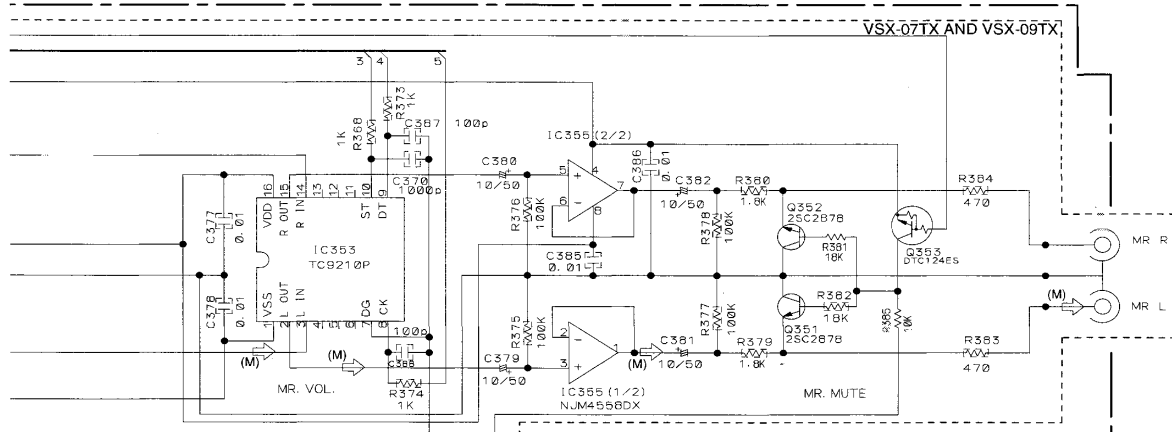 VSX-07TX AND VSX-09TX
3 4 5
R373
1K
R368
1K
C387 100p
C370
1000p
IC355(2/2)
C380
10/50
5 + 4 7
6 - 8
C386
0.01
C382
10/50
R380
1.8K
R384
470
16 15 14 13 12 11 10 9
VDD R OUT R IN ST DT
C377
0.01
IC353
TC9210P
R376
100K
R378
100K
Q352
2SC2878
R381
18K
Q353
DTC124ES
MR R
C385
0.01
C378
0.01
VSS L OUT L IN DG CK
1 2 3 4 5 6 7 8
R375
100K
R377
100K
R382
18K
R385
10K
(M)
MR L
Q351
2SC2878
100p
2 -
3 + 1
(M)
(M)
(M)
C379
10/50
C381
10/50
R379
1.8K
R383
470
MR. VOL.
R374
1K
IC355(1/2)
NJM4558DX
MR. MUTE